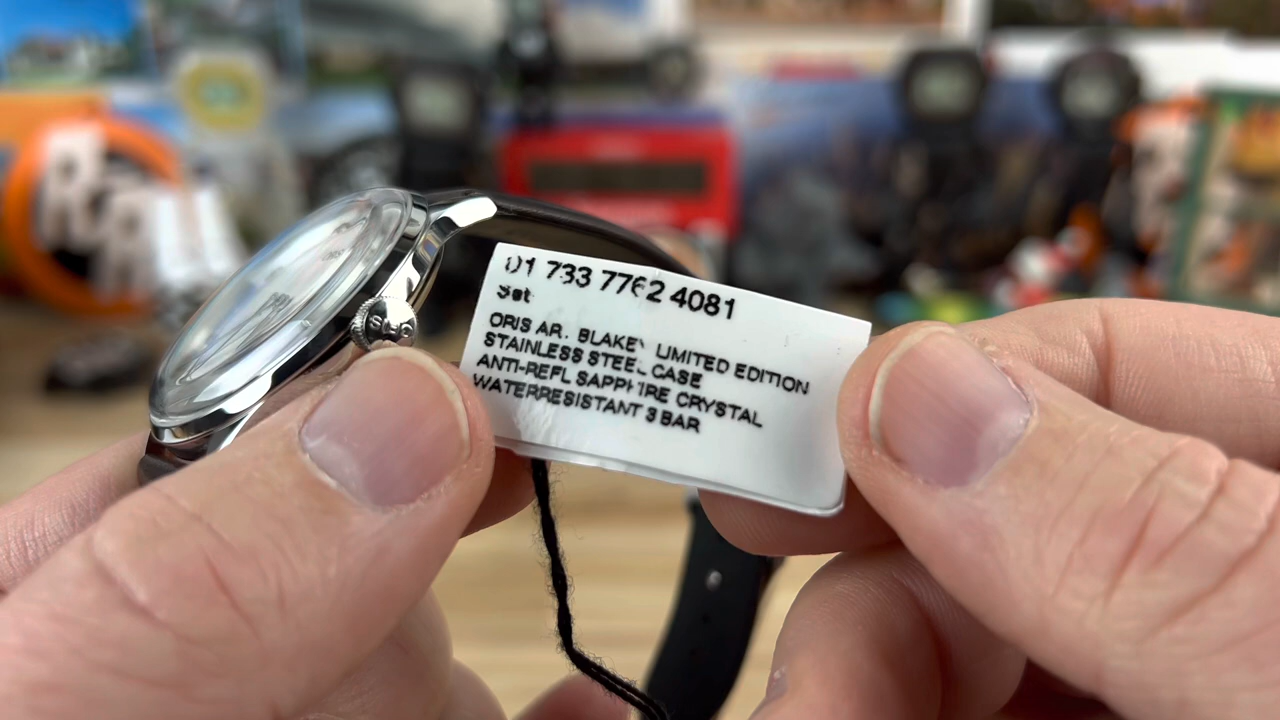 01 733 7762 4081
Set
ORIS AR. BLAKEY LIMITED EDITION
STAINLESS STEEL CASE
ANTI-REFL SAPPHIRE CRYSTAL
WATERRESISTANT 3 BAR